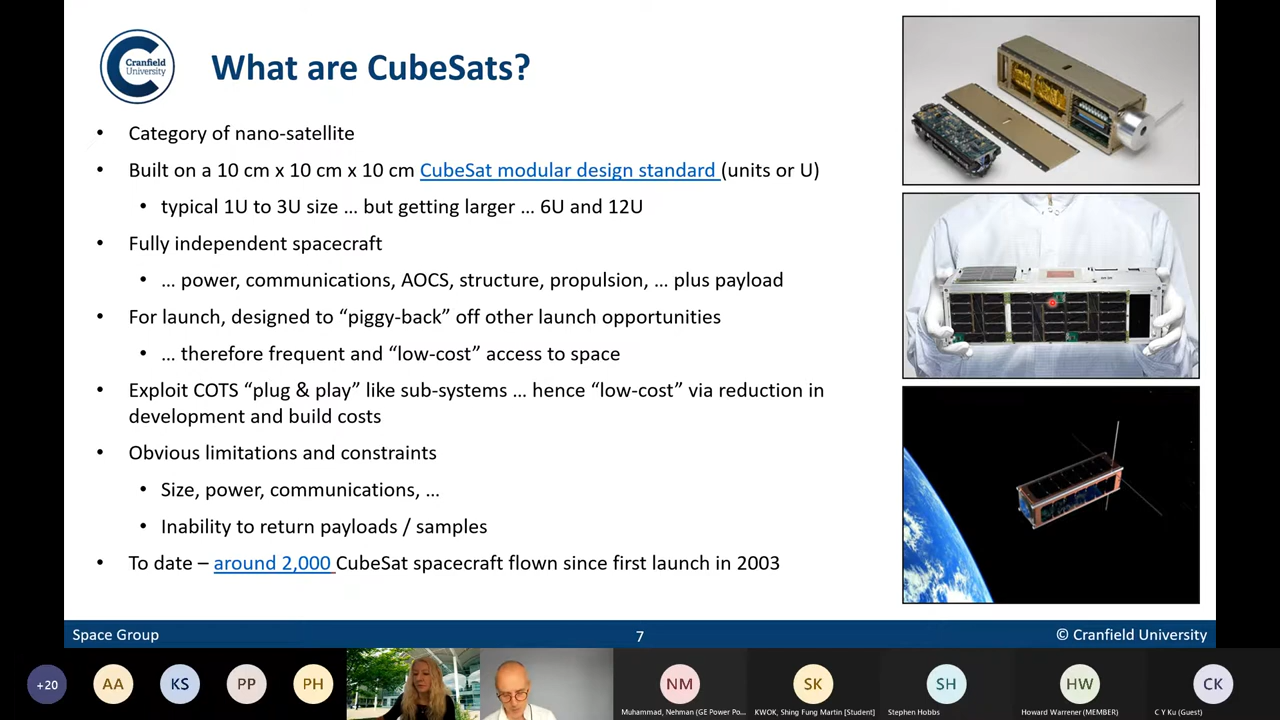 Cranfield
University
What are CubeSats?
• Category of nano-satellite
• Built on a 10 cm x 10 cm x 10 cm CubeSat modular design standard (units or U)
• typical 1U to 3U size … but getting larger … 6U and 12U
• Fully independent spacecraft
• … power, communications, AOCS, structure, propulsion, … plus payload
• For launch, designed to “piggy-back” off other launch opportunities
• … therefore frequent and “low-cost” access to space
• Exploit COTS “plug & play” like sub-systems … hence “low-cost” via reduction in
development and build costs
• Obvious limitations and constraints
• Size, power, communications, …
• Inability to return payloads / samples
• To date – around 2,000 CubeSat spacecraft flown since first launch in 2003
Space Group
7
© Cranfield University
+20
AA
KS
PP
PH
NM
SK
SH
HW
CK
Muhammad, Nehman (GE Power Po...
KWOK, Shing Fung Martin [Student]
Stephen Hobbs
Howard Warrener (MEMBER)
C Y Ku (Guest)